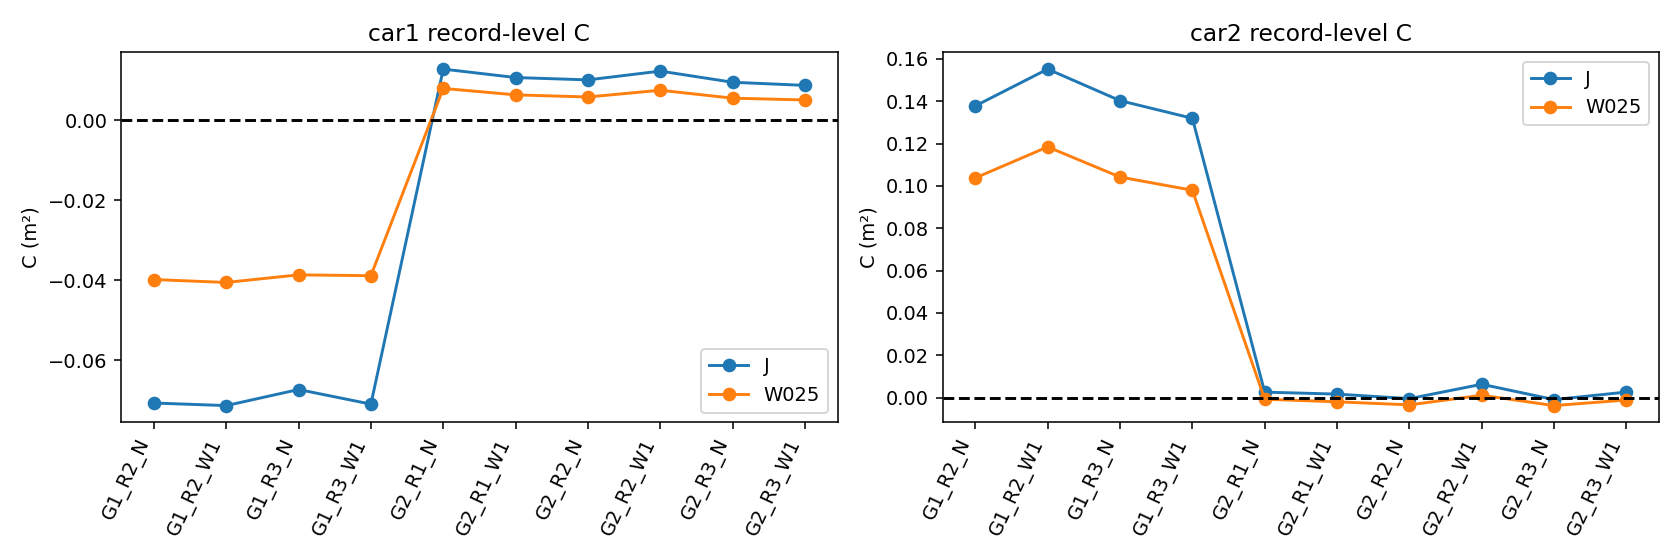 car1 record-level C
C (m²)
0.00
−0.02
−0.04
−0.06
J
W025
G1_R2_N
G1_R2_W1
G1_R3_N
G1_R3_W1
G2_R1_N
G2_R1_W1
G2_R2_N
G2_R2_W1
G2_R3_N
G2_R3_W1
car2 record-level C
C (m²)
0.16
0.14
0.12
0.10
0.08
0.06
0.04
0.02
0.00
J
W025
G1_R2_N
G1_R2_W1
G1_R3_N
G1_R3_W1
G2_R1_N
G2_R1_W1
G2_R2_N
G2_R2_W1
G2_R3_N
G2_R3_W1